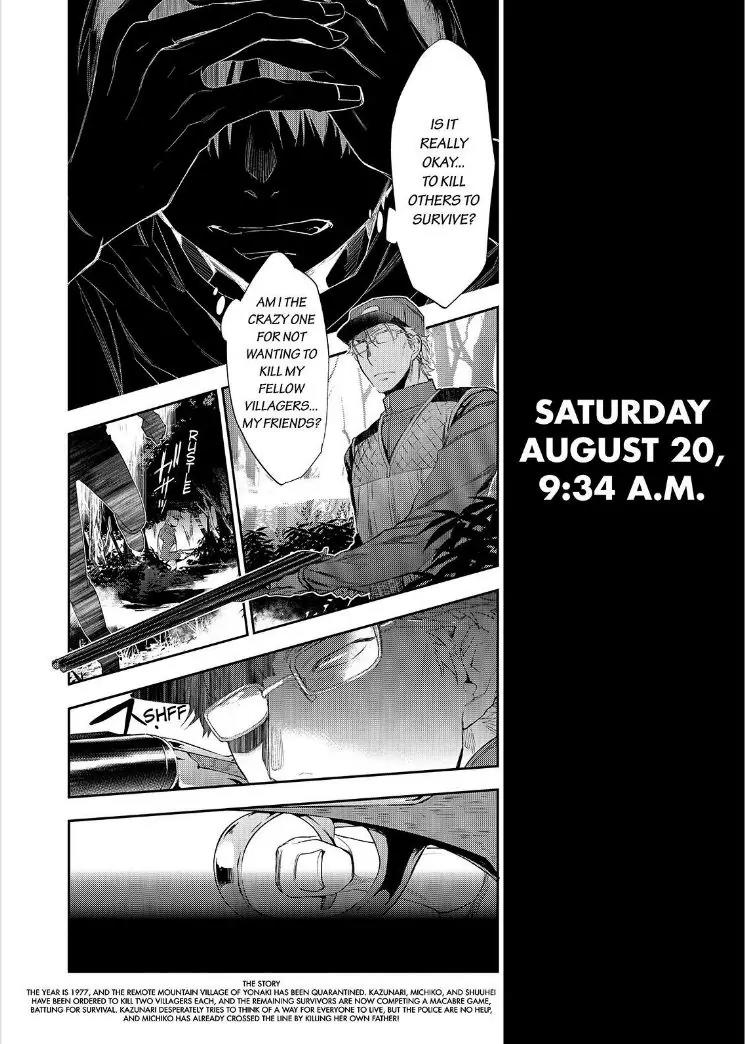 SATURDAY
AUGUST 20,
9:34 A.M.
IS IT
REALLY
OKAY...
TO KILL
OTHERS TO
SURVIVE?
AM I THE
CRAZY ONE
FOR NOT
WANTING TO
KILL MY
FELLOW
VILLAGERS...
MY FRIENDS?
RUSTLE
ス
SHFF
THE STORY
THE YEAR IS 1977, AND THE REMOTE MOUNTAIN VILLAGE OF YONAKI HAS BEEN QUARANTINED. KAZUNARI, MICHIKO, AND SHUUHEI
HAVE BEEN ORDERED TO KILL TWO VILLAGERS EACH, AND THE REMAINING SURVIVORS ARE NOW COMPETING A MACABRE GAME,
BATTLING FOR SURVIVAL. KAZUNARI DESPERATELY TRIES TO THINK OF A WAY FOR EVERYONE TO LIVE, BUT THE POLICE ARE NO HELP,
AND MICHIKO HAS ALREADY CROSSED THE LINE BY KILLING HER OWN FATHER!